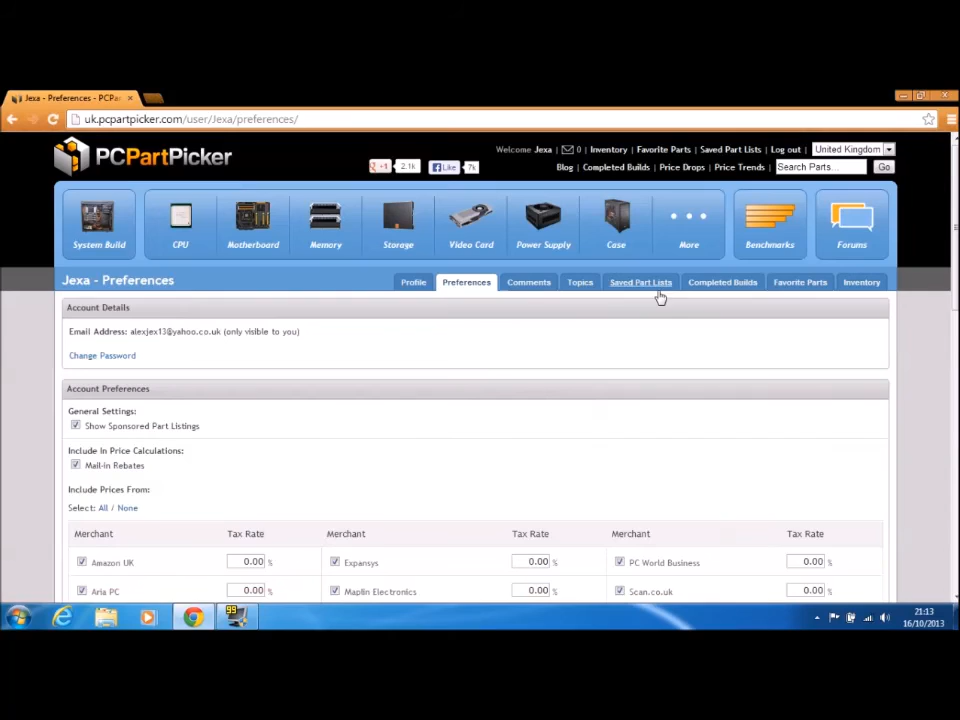 Jexa - Preferences - PCPar
uk.pcpartpicker.com/user/Jexa/preferences/
PCPartPicker
Welcome Jexa | 0 | Inventory | Favorite Parts | Saved Part Lists | Log out | United Kingdom
+1 2.1k Like 7k
Blog | Completed Builds | Price Drops | Price Trends | Search Parts... Go
System Build CPU Motherboard Memory Storage Video Card Power Supply Case More Benchmarks Forums
Jexa - Preferences
Profile Preferences Comments Topics Saved Part Lists Completed Builds Favorite Parts Inventory
Account Details
Email Address: alexjex13@yahoo.co.uk (only visible to you)
Change Password
Account Preferences
General Settings:
Show Sponsored Part Listings
Include In Price Calculations:
Mail-in Rebates
Include Prices From:
Select: All / None
Merchant Tax Rate Merchant Tax Rate Merchant Tax Rate
Amazon UK 0.00 % Expansys 0.00 % PC World Business 0.00 %
Aria PC 0.00 % Maplin Electronics 0.00 % Scan.co.uk 0.00 %
99
21:13
16/10/2013